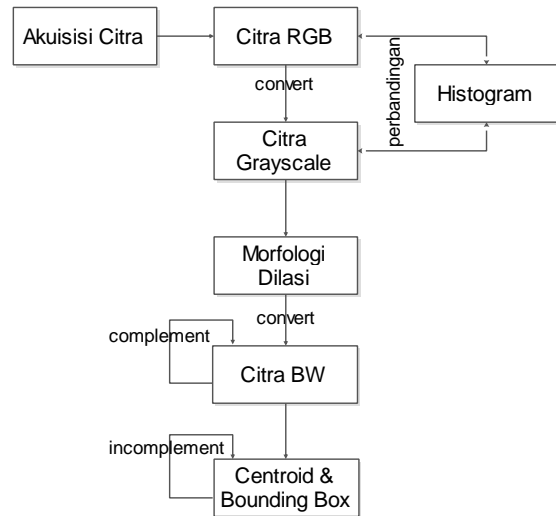 Akuisisi Citra
Citra RGB
convert
perbandingan
Histogram
Citra
Grayscale
Morfologi
Dilasi
convert
complement
Citra BW
incomplement
Centroid &
Bounding Box